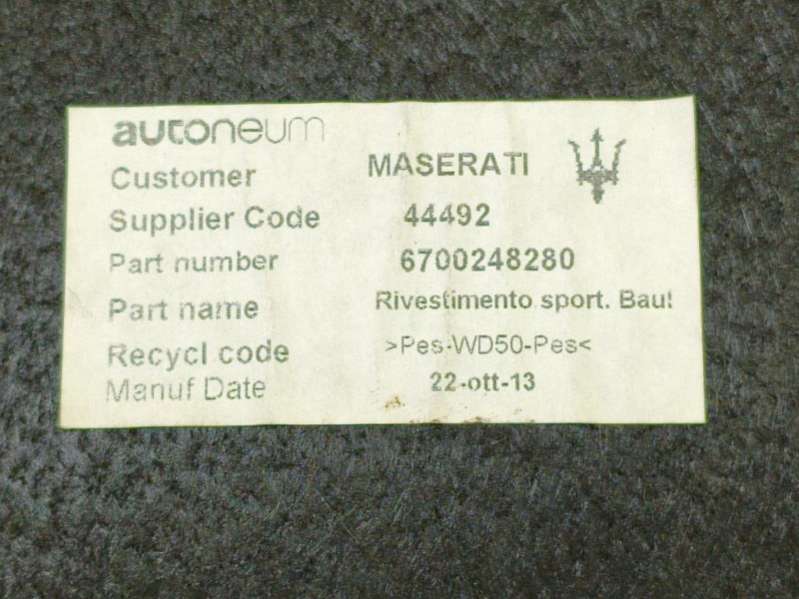 autoneum
Customer MASERATI
Supplier Code 44492
Part number 6700248280
Part name Rivestimento sport. Baul
Recycl code >Pes-WD50-Pes<
Manuf Date 22-ott-13